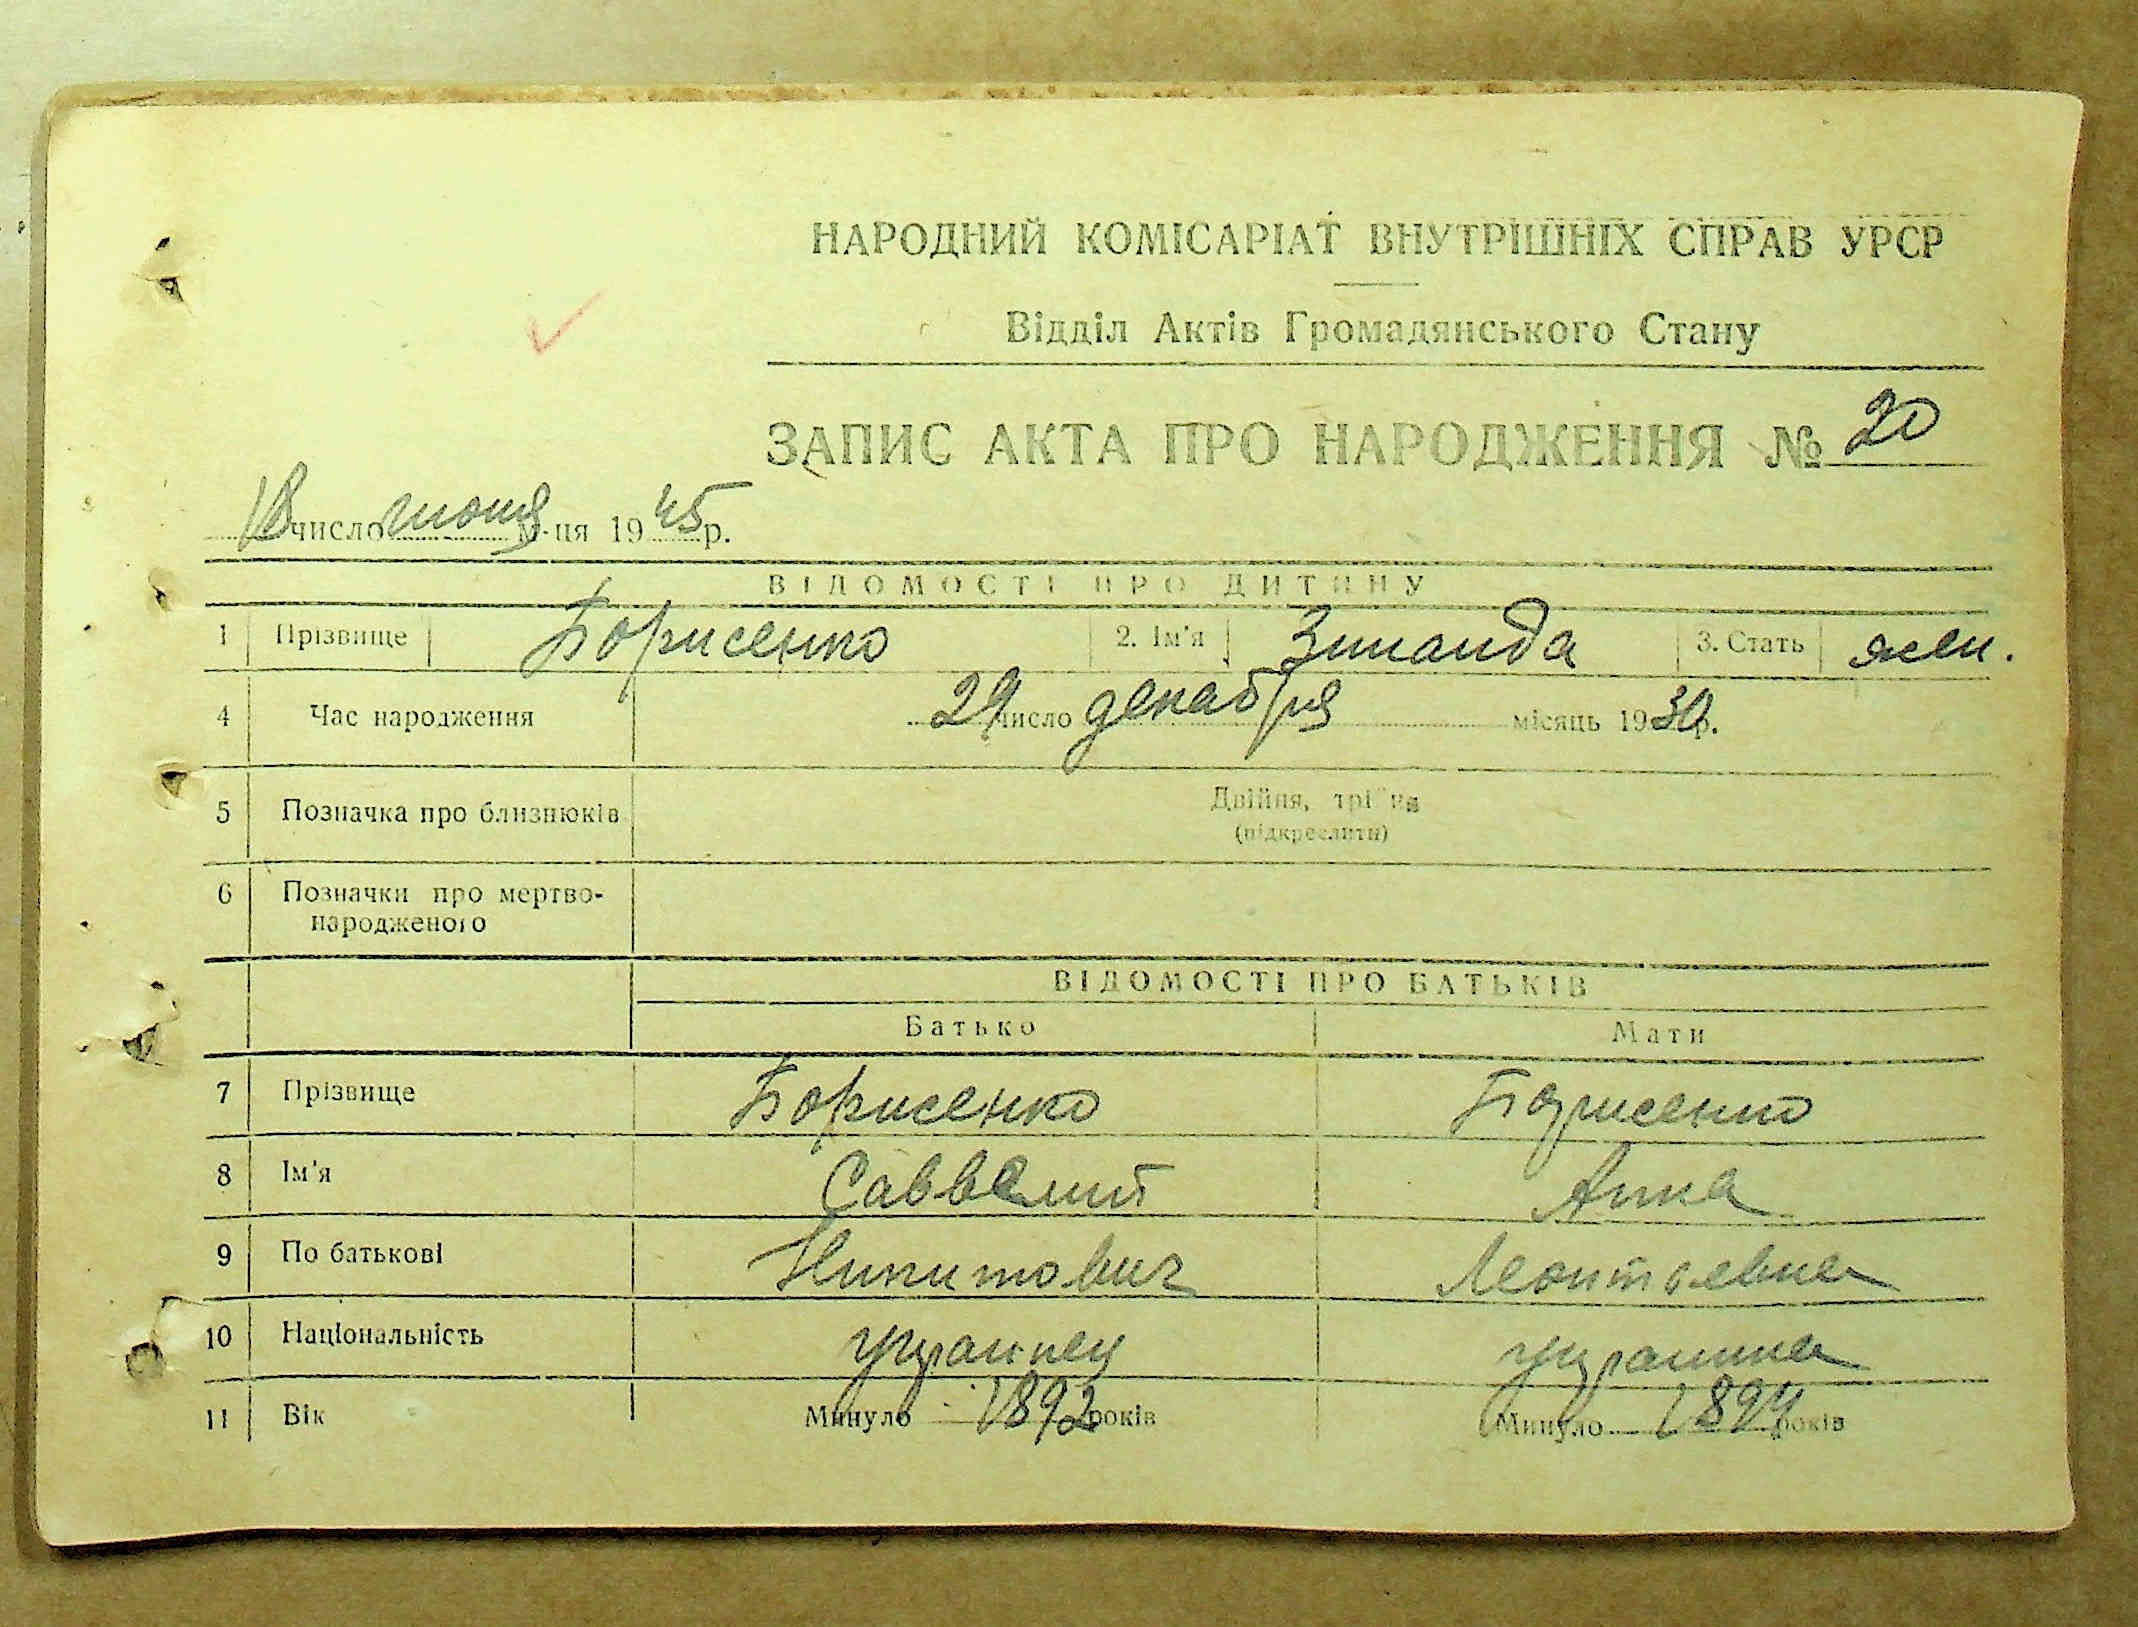 НАРОДНИЙ КОМІСАРІАТ ВНУТРІШНІХ СПРАВ УРСР
Відділ Актів Громадянського Стану
ЗАПИС АКТА ПРО НАРОДЖЕННЯ № 20
18 число июня м-ця 1945 р.
ВІДОМОСТІ ПРО ДИТИНУ
1 Прізвище Борисенко 2. Ім'я Зинаида 3. Стать жен.
4 Час народження 29 число декабря місяць 1930 р.
5 Позначка про близнюків Двійня, трійня
(підкреслити)
6 Позначки про мертво-
народженого
ВІДОМОСТІ ПРО БАТЬКІВ
Батько Мати
7 Прізвище Борисенко Борисенко
8 Ім'я Савелий Анна
9 По батькові Никитович Леонтьевна
10 Національність украинец украинка
11 Вік Минуло 1892 років Минуло 1894 років